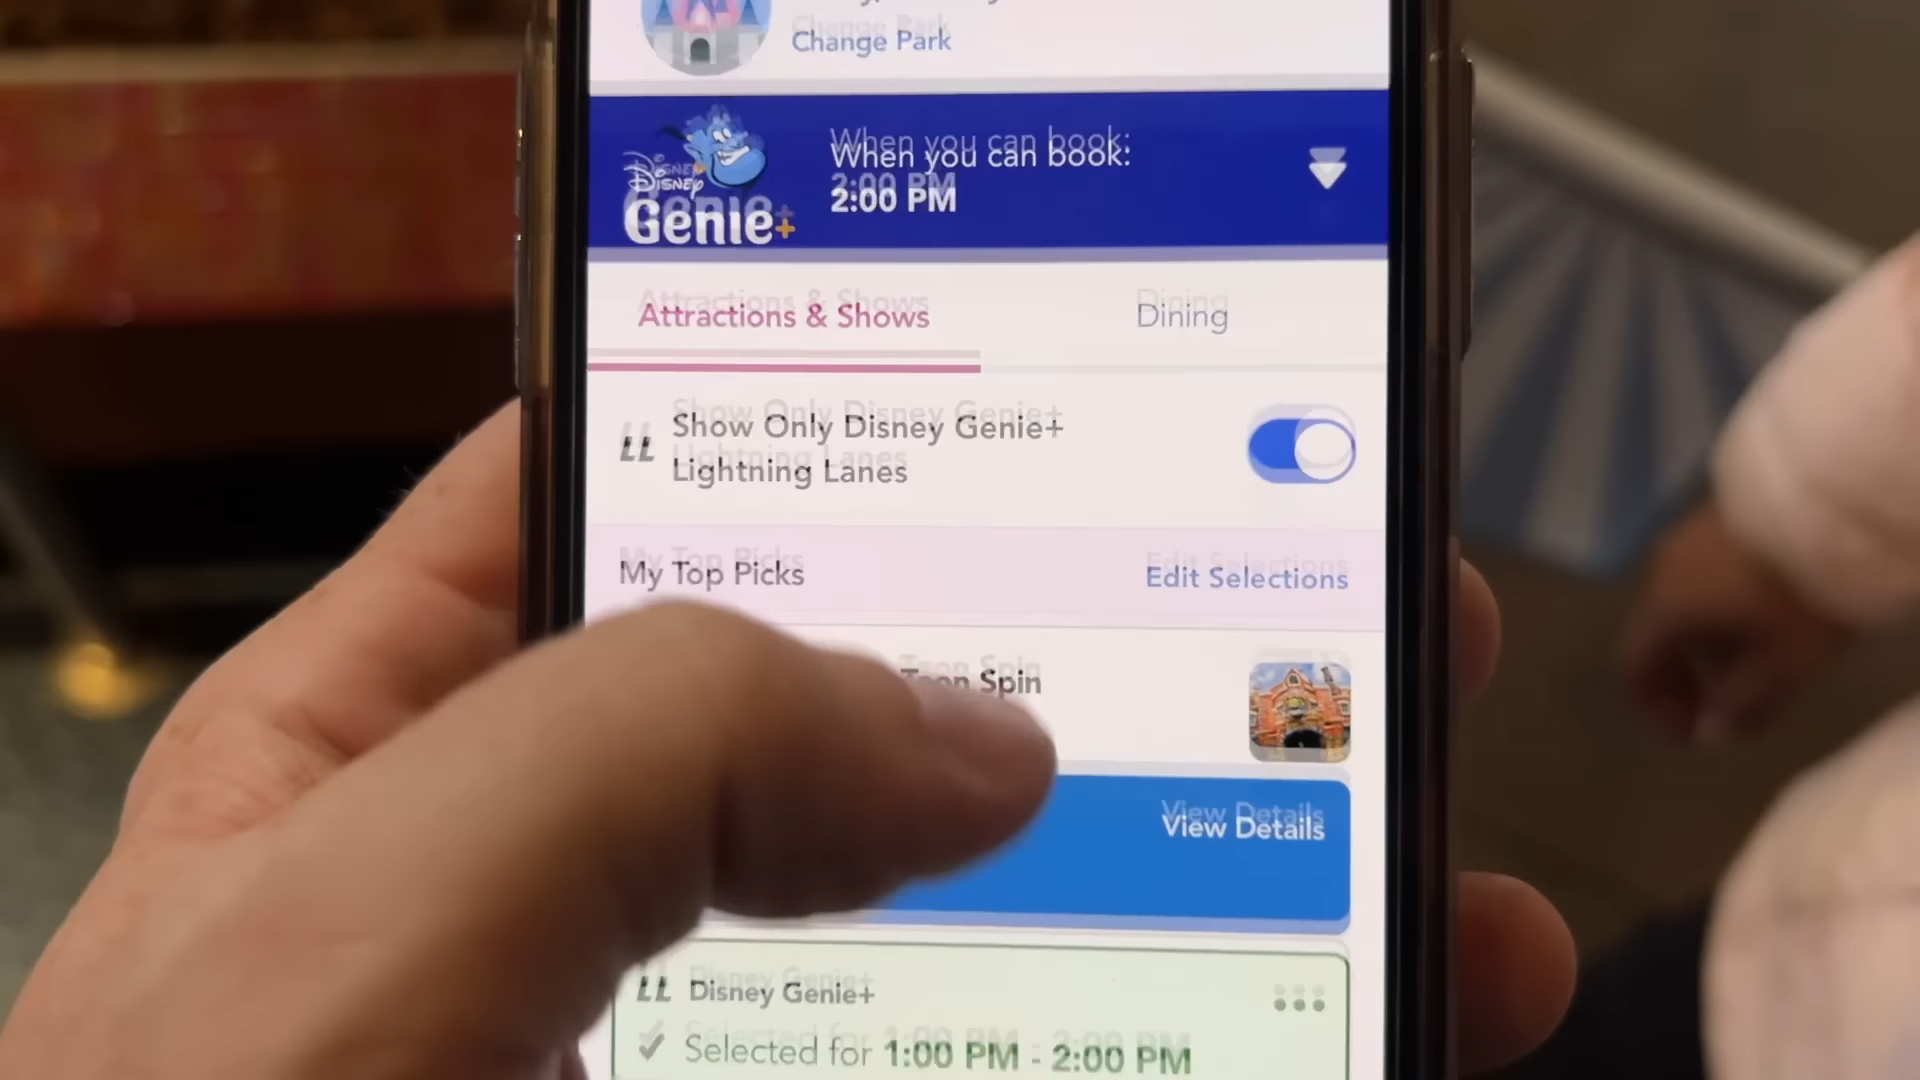 Change Park
Disney
Genie+
When you can book:
2:00 PM
Attractions & Shows
Dining
Show Only Disney Genie+
Lightning Lanes
My Top Picks
Edit Selections
Toon Spin
View Details
LL Disney Genie+
Selected for 1:00 PM - 2:00 PM